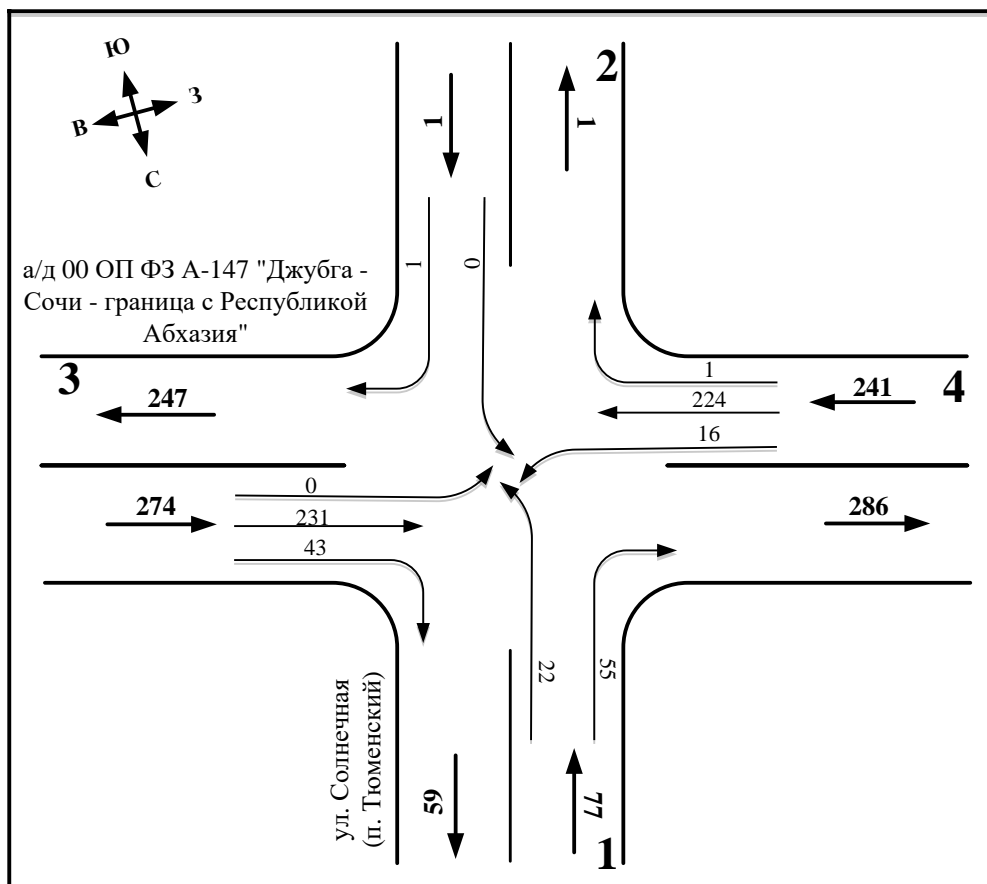 Ю
З
В
С
2
1
1
1
0
а/д 00 ОП ФЗ А-147 "Джубга -
Сочи - граница с Республикой
Абхазия"
3
247
1
224
16
241
4
274
0
231
43
286
ул. Солнечная
(п. Тюменский)
22
55
59
77
1